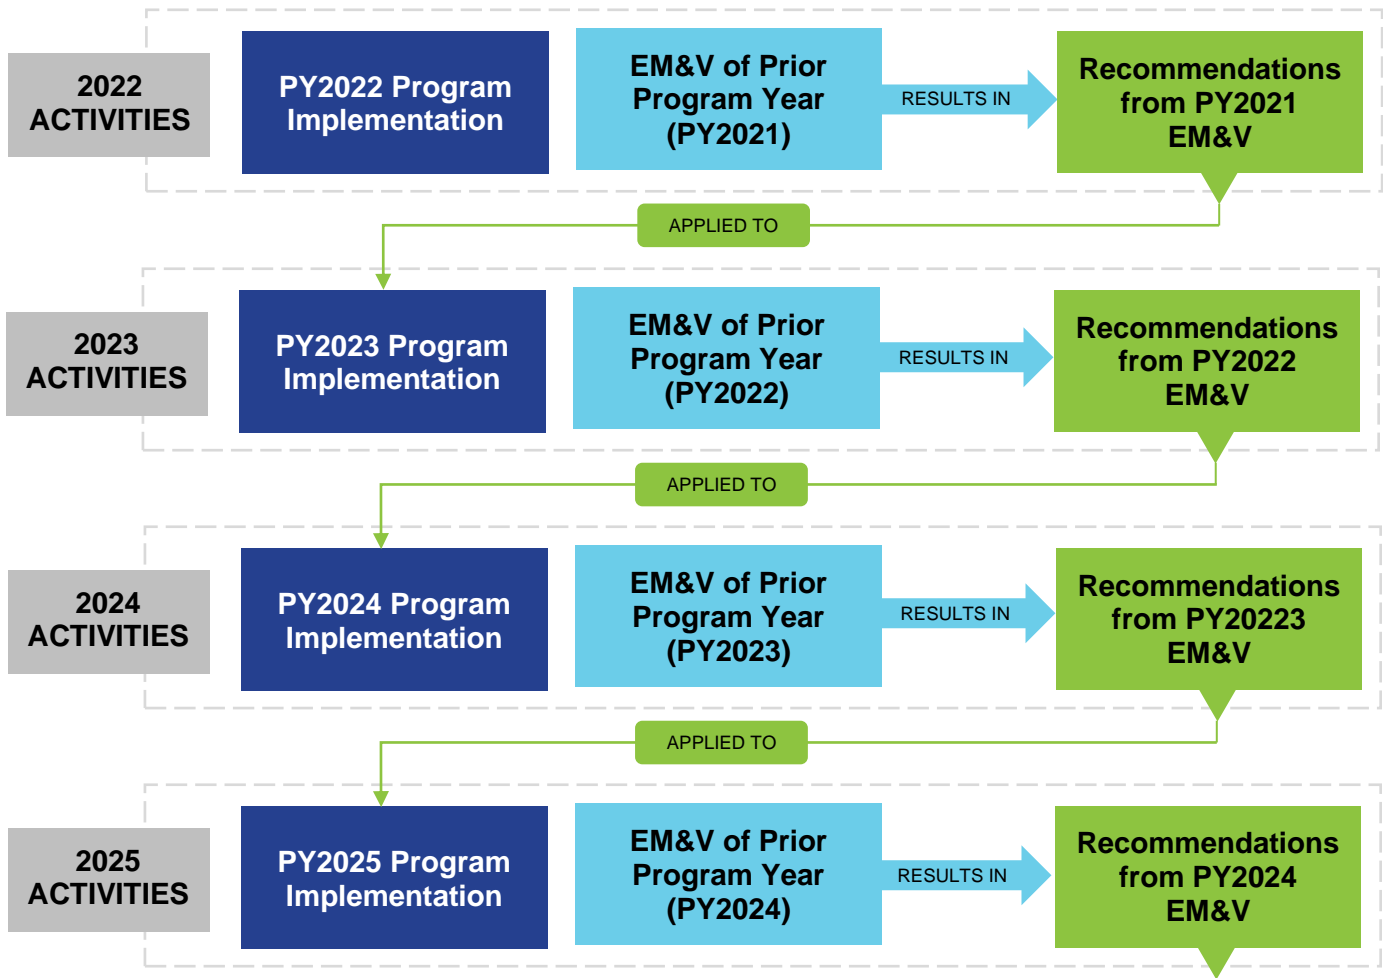 2022
ACTIVITIES
PY2022 Program
Implementation
EM&V of Prior
Program Year
(PY2021)
RESULTS IN
Recommendations
from PY2021
EM&V
APPLIED TO
2023
ACTIVITIES
PY2023 Program
Implementation
EM&V of Prior
Program Year
(PY2022)
RESULTS IN
Recommendations
from PY2022
EM&V
APPLIED TO
2024
ACTIVITIES
PY2024 Program
Implementation
EM&V of Prior
Program Year
(PY2023)
RESULTS IN
Recommendations
from PY20223
EM&V
APPLIED TO
2025
ACTIVITIES
PY2025 Program
Implementation
EM&V of Prior
Program Year
(PY2024)
RESULTS IN
Recommendations
from PY2024
EM&V